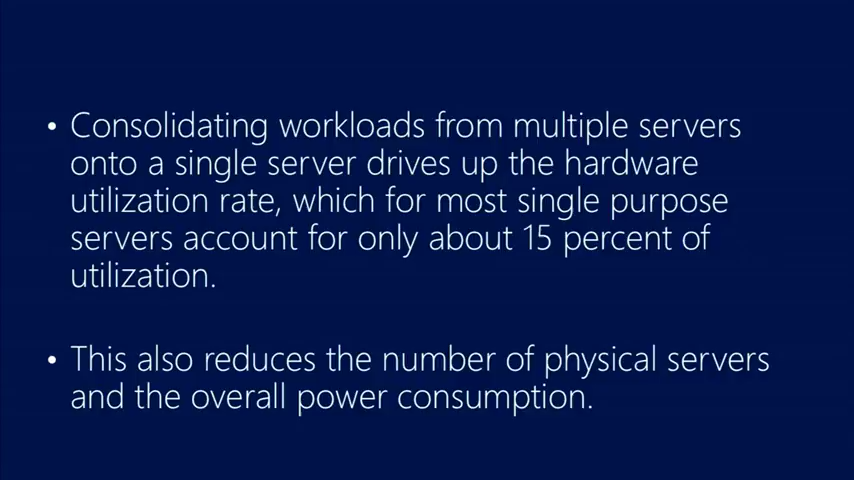 • Consolidating workloads from multiple servers
onto a single server drives up the hardware
utilization rate, which for most single purpose
servers account for only about 15 percent of
utilization.
• This also reduces the number of physical servers
and the overall power consumption.